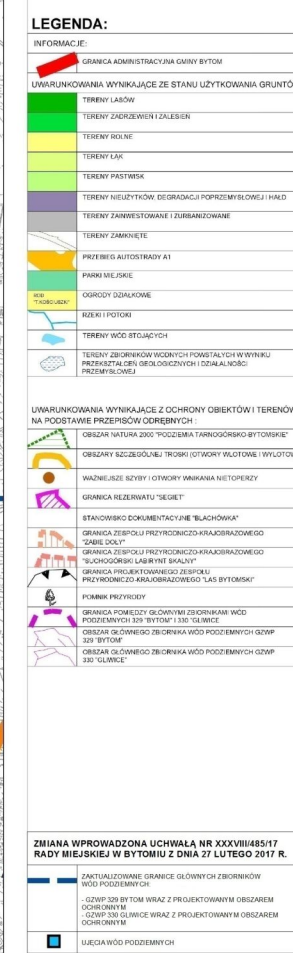 LEGENDA:
INFORMACJE:
GRANICA ADMINISTRACYJNA GMINY BYTOM
UWARUNKOWANIA WYNIKAJĄCE ZE STANU UŻYTKOWANIA GRUNTÓ
TERENY LASÓW
TERENY ZADRZEWIEŃ I ZALESIEŃ
TERENY ROLNE
TERENY ŁĄK
TERENY PASTWISK
TERENY NIEUŻYTKÓW, DEGRADACJI POPRZEMYSŁOWEJ I HAŁD
TERENY ZAINWESTOWANE I ZURBANIZOWANE
TERENY ZAMKNIĘTE
PRZEBIEG AUTOSTRADY A1
PARKI MIEJSKIE
ROD
"T.KOŚCIUSZKI"
OGRODY DZIAŁKOWE
RZEKI I POTOKI
TERENY WÓD STOJĄCYCH
TERENY ZBIORNIKÓW WODNYCH POWSTAŁYCH W WYNIKU
PRZEKSZTAŁCEŃ GEOLOGICZNYCH I DZIAŁALNOŚCI
PRZEMYSŁOWEJ
UWARUNKOWANIA WYNIKAJĄCE Z OCHRONY OBIEKTÓW I TERENÓW
NA PODSTAWIE PRZEPISÓW ODRĘBNYCH :
OBSZAR NATURA 2000 "PODZIEMIA TARNOGÓRSKO-BYTOMSKIE"
OBSZARY SZCZEGÓLNEJ TROSKI (OTWORY WLOTOWE I WYLOTOW
WAŻNIEJSZE SZYBY I OTWORY WNIKANIA NIETOPERZY
GRANICA REZERWATU "SEGIET"
STANOWISKO DOKUMENTACYJNE "BLACHÓWKA"
GRANICA ZESPOŁU PRZYRODNICZO-KRAJOBRAZOWEGO
"ŻABIE DOŁY"
GRANICA ZESPOŁU PRZYRODNICZO-KRAJOBRAZOWEGO
"SUCHOGÓRSKI LABIRYNT SKALNY"
GRANICA PROJEKTOWANEGO ZESPOŁU
PRZYRODNICZO-KRAJOBRAZOWEGO "LAS BYTOMSKI"
POMNIK PRZYRODY
GRANICA POMIĘDZY GŁÓWNYMI ZBIORNIKAMI WÓD
PODZIEMNYCH 329 "BYTOM" I 330 "GLIWICE
OBSZAR GŁÓWNEGO ZBIORNIKA WÓD PODZIEMNYCH GZWP
329 "BYTOM"
OBSZAR GŁÓWNEGO ZBIORNIKA WÓD PODZIEMNYCH GZWP
330 "GLIWICE"
ZMIANA WPROWADZONA UCHWAŁĄ NR XXXVIII/485/17
RADY MIEJSKIEJ W BYTOMIU Z DNIA 27 LUTEGO 2017 R.
ZAKTUALIZOWANE GRANICE GŁÓWNYCH ZBIORNIKÓW
WÓD PODZIEMNYCH:
- GZWP 329 BYTOM WRAZ Z PROJEKTOWANYM OBSZAREM
OCHRONNYM
- GZWP 330 GLIWICE WRAZ Z PROJEKTOWANYM OBSZAREM
OCHRONNYM
UJĘCIA WÓD PODZIEMNYCH